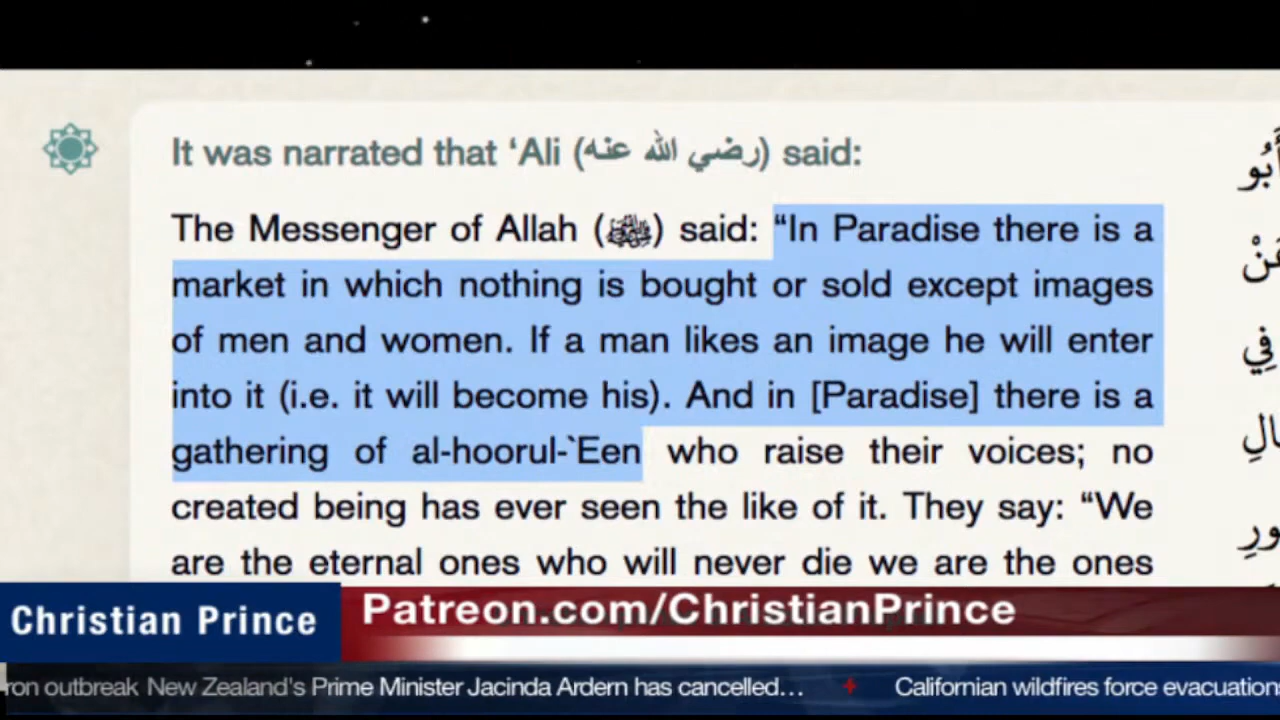 It was narrated that ‘Ali (رضي الله عنه) said:
The Messenger of Allah (ﷺ) said: “In Paradise there is a
market in which nothing is bought or sold except images
of men and women. If a man likes an image he will enter
into it (i.e. it will become his). And in [Paradise] there is a
gathering of al-hoorul-`Een who raise their voices; no
created being has ever seen the like of it. They say: “We
are the eternal ones who will never die we are the ones
أَبُو
عَنْ
فِي
Christian Prince
Patreon.com/ChristianPrince
ron outbreak New Zealand's Prime Minister Jacinda Ardern has cancelled...
Californian wildfires force evacuations